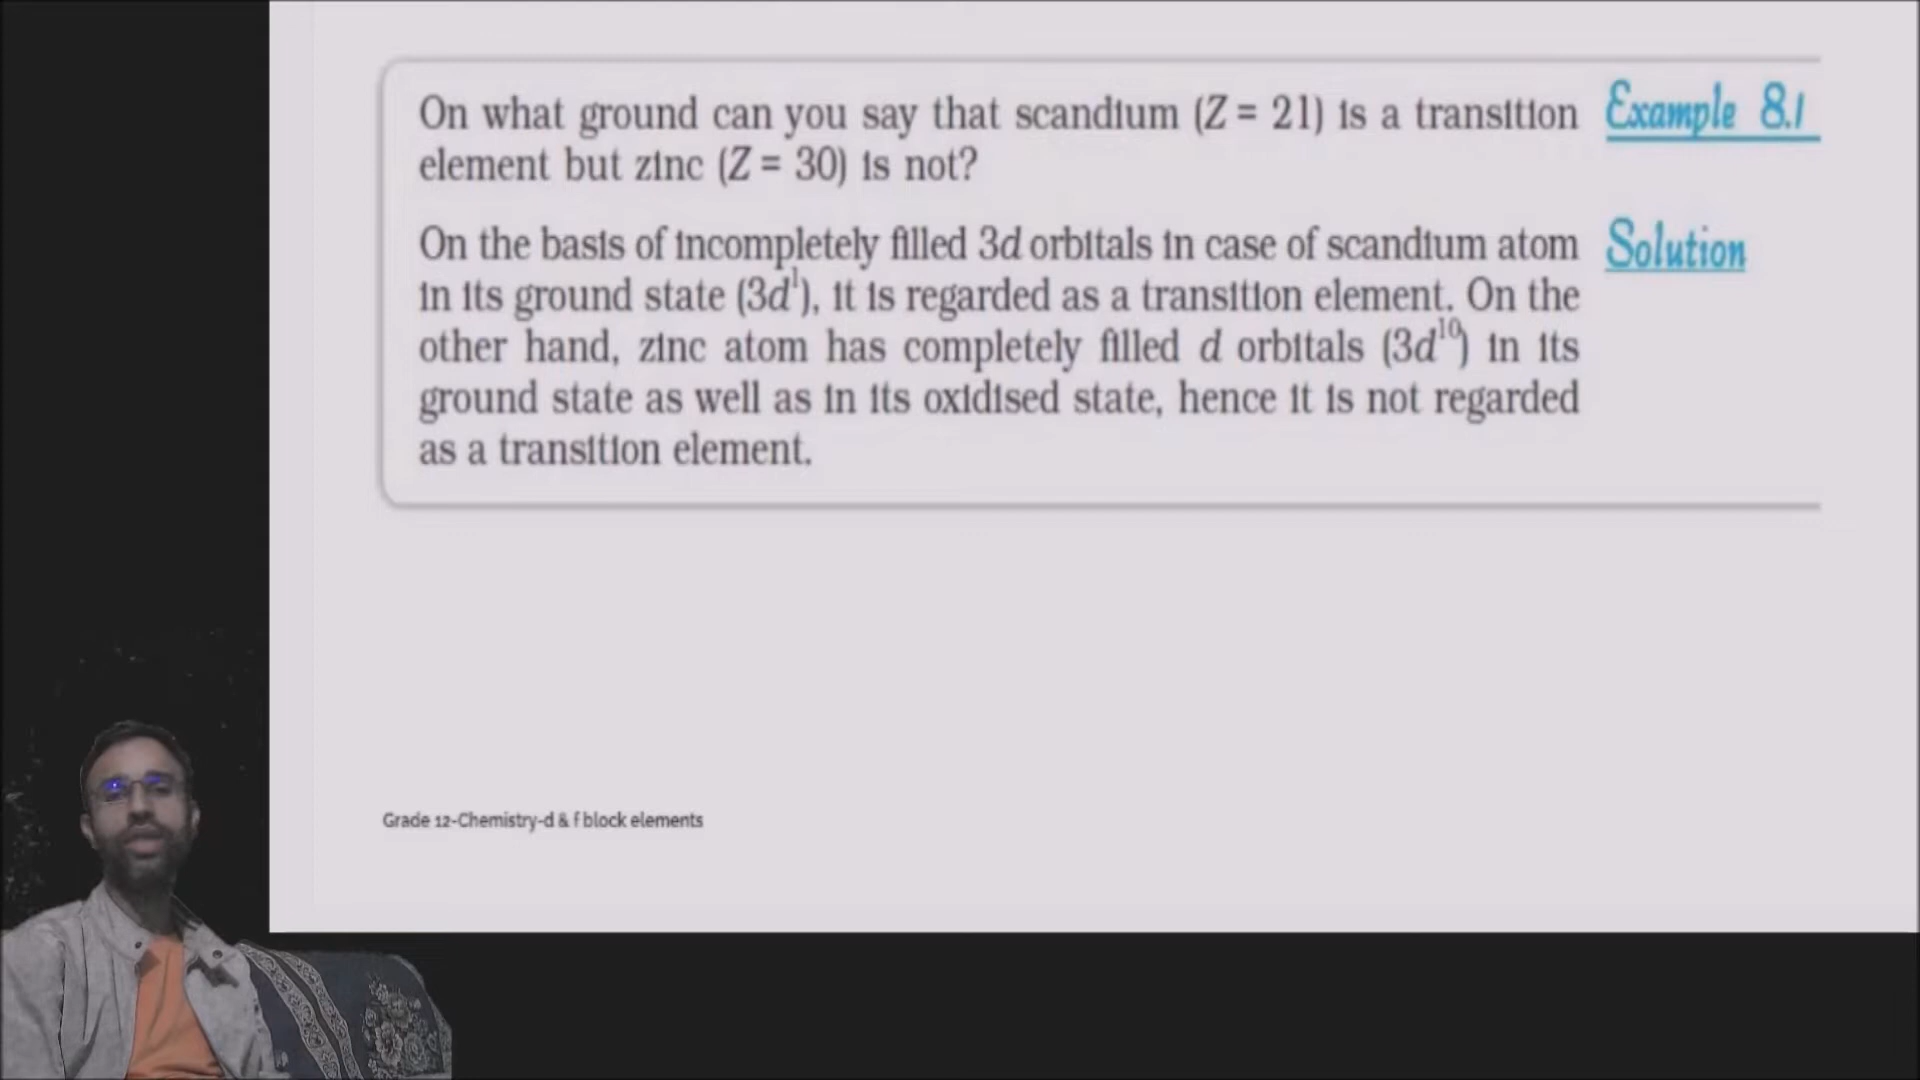 On what ground can you say that scandium (Z = 21) is a transition
element but zinc (Z = 30) is not?
Example 8.1
On the basis of incompletely filled 3d orbitals in case of scandium atom
in its ground state (3d¹), it is regarded as a transition element. On the
other hand, zinc atom has completely filled d orbitals (3d¹⁰) in its
ground state as well as in its oxidised state, hence it is not regarded
as a transition element.
Solution
Grade 12-Chemistry-d & f block elements